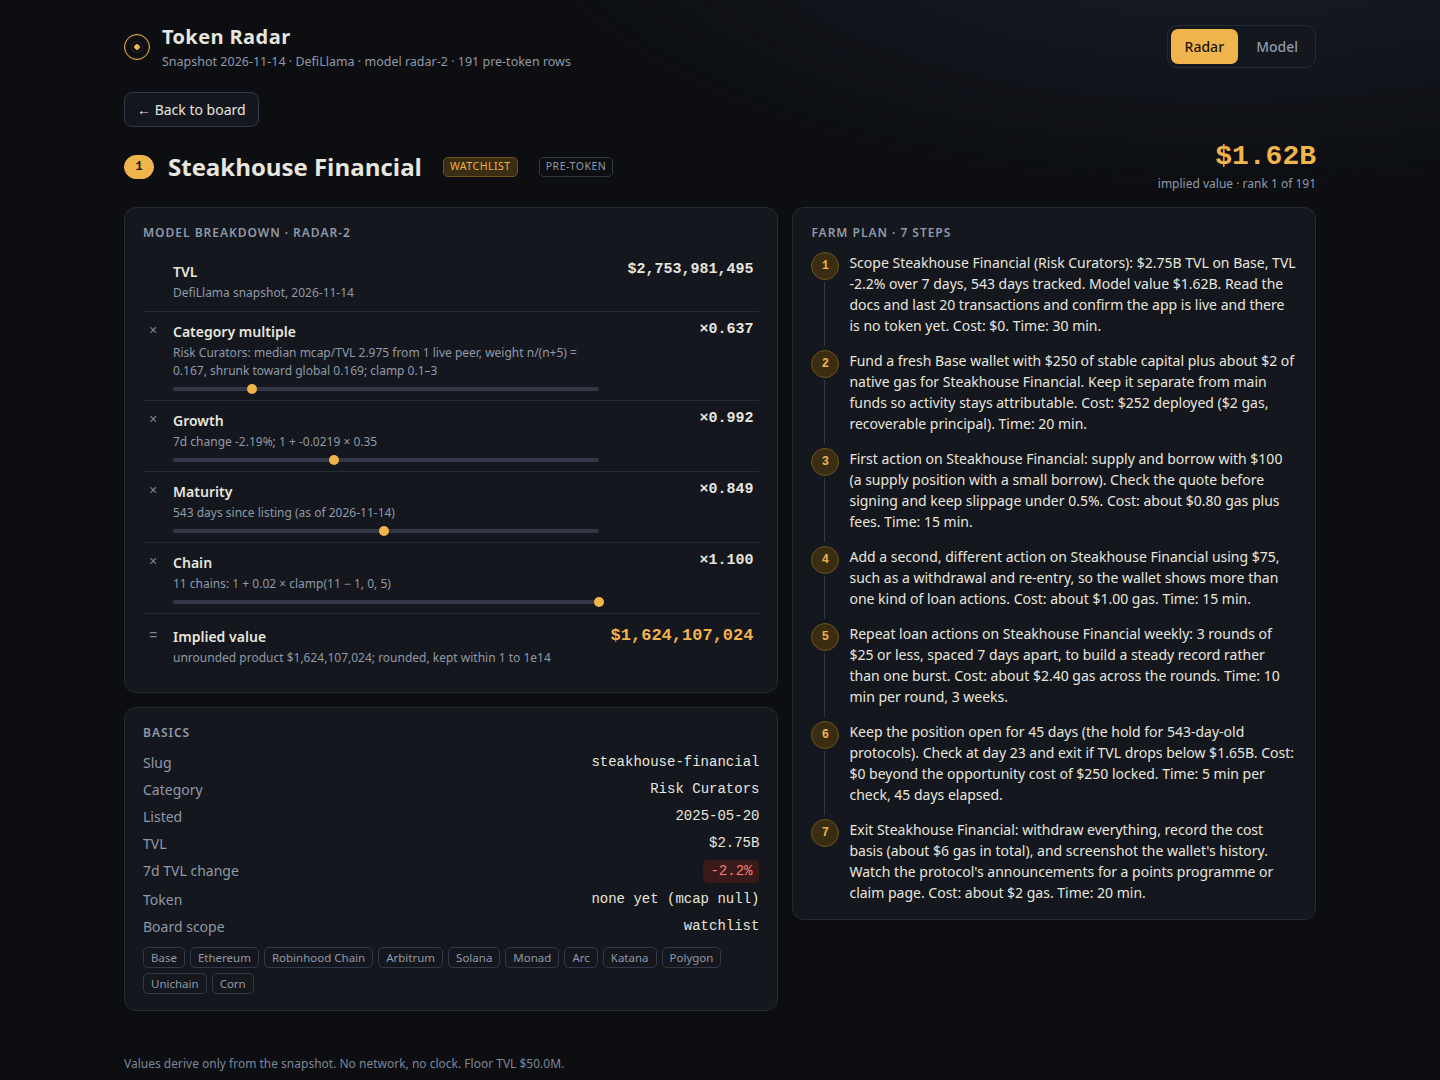 Token Radar
Snapshot 2026-11-14 · DefiLlama · model radar-2 · 191 pre-token rows
Radar
Model
← Back to board
1
Steakhouse Financial
WATCHLIST
PRE-TOKEN
$1.62B
implied value · rank 1 of 191
MODEL BREAKDOWN · RADAR-2
TVL
$2,753,981,495
DefiLlama snapshot, 2026-11-14
×
Category multiple
×0.637
Risk Curators: median mcap/TVL 2.975 from 1 live peer, weight n/(n+5) =
0.167, shrunk toward global 0.169; clamp 0.1–3
×
Growth
×0.992
7d change -2.19%; 1 + -0.0219 × 0.35
×
Maturity
×0.849
543 days since listing (as of 2026-11-14)
×
Chain
×1.100
11 chains: 1 + 0.02 × clamp(11 − 1, 0, 5)
=
Implied value
$1,624,107,024
unrounded product $1,624,107,024; rounded, kept within 1 to 1e14
BASICS
Slug
steakhouse-financial
Category
Risk Curators
Listed
2025-05-20
TVL
$2.75B
7d TVL change
-2.2%
Token
none yet (mcap null)
Board scope
watchlist
Base
Ethereum
Robinhood Chain
Arbitrum
Solana
Monad
Arc
Katana
Polygon
Unichain
Corn
FARM PLAN · 7 STEPS
1
Scope Steakhouse Financial (Risk Curators): $2.75B TVL on Base, TVL
-2.2% over 7 days, 543 days tracked. Model value $1.62B. Read the
docs and last 20 transactions and confirm the app is live and there
is no token yet. Cost: $0. Time: 30 min.
2
Fund a fresh Base wallet with $250 of stable capital plus about $2 of
native gas for Steakhouse Financial. Keep it separate from main
funds so activity stays attributable. Cost: $252 deployed ($2 gas,
recoverable principal). Time: 20 min.
3
First action on Steakhouse Financial: supply and borrow with $100
(a supply position with a small borrow). Check the quote before
signing and keep slippage under 0.5%. Cost: about $0.80 gas plus
fees. Time: 15 min.
4
Add a second, different action on Steakhouse Financial using $75,
such as a withdrawal and re-entry, so the wallet shows more than
one kind of loan actions. Cost: about $1.00 gas. Time: 15 min.
5
Repeat loan actions on Steakhouse Financial weekly: 3 rounds of
$25 or less, spaced 7 days apart, to build a steady record rather
than one burst. Cost: about $2.40 gas across the rounds. Time: 10
min per round, 3 weeks.
6
Keep the position open for 45 days (the hold for 543-day-old
protocols). Check at day 23 and exit if TVL drops below $1.65B. Cost:
$0 beyond the opportunity cost of $250 locked. Time: 5 min per
check, 45 days elapsed.
7
Exit Steakhouse Financial: withdraw everything, record the cost
basis (about $6 gas in total), and screenshot the wallet's history.
Watch the protocol's announcements for a points programme or
claim page. Cost: about $2 gas. Time: 20 min.
Values derive only from the snapshot. No network, no clock. Floor TVL $50.0M.